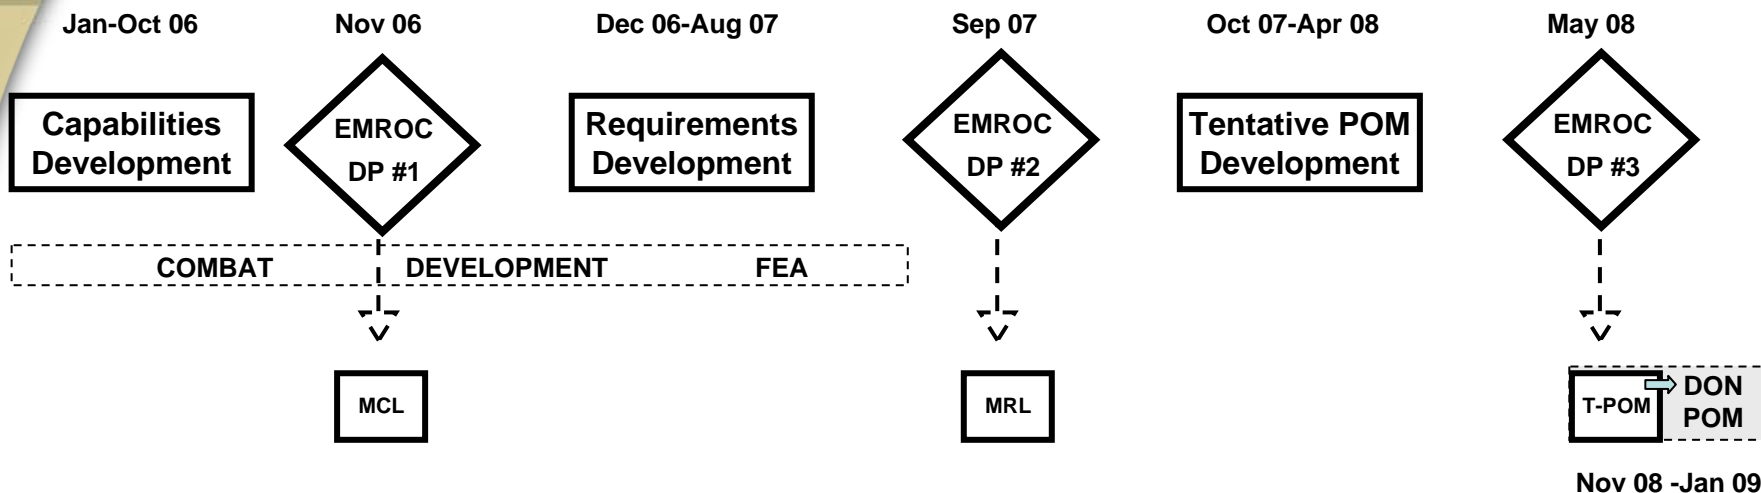 Jan-Oct 06
Nov 06
Dec 06-Aug 07
Sep 07
Oct 07-Apr 08
May 08
Capabilities
Development
EMROC
DP #1
Requirements
Development
EMROC
DP #2
Tentative POM
Development
EMROC
DP #3
COMBAT DEVELOPMENT FEA
MCL
MRL
T-POM
DON
POM
Nov 08 -Jan 09